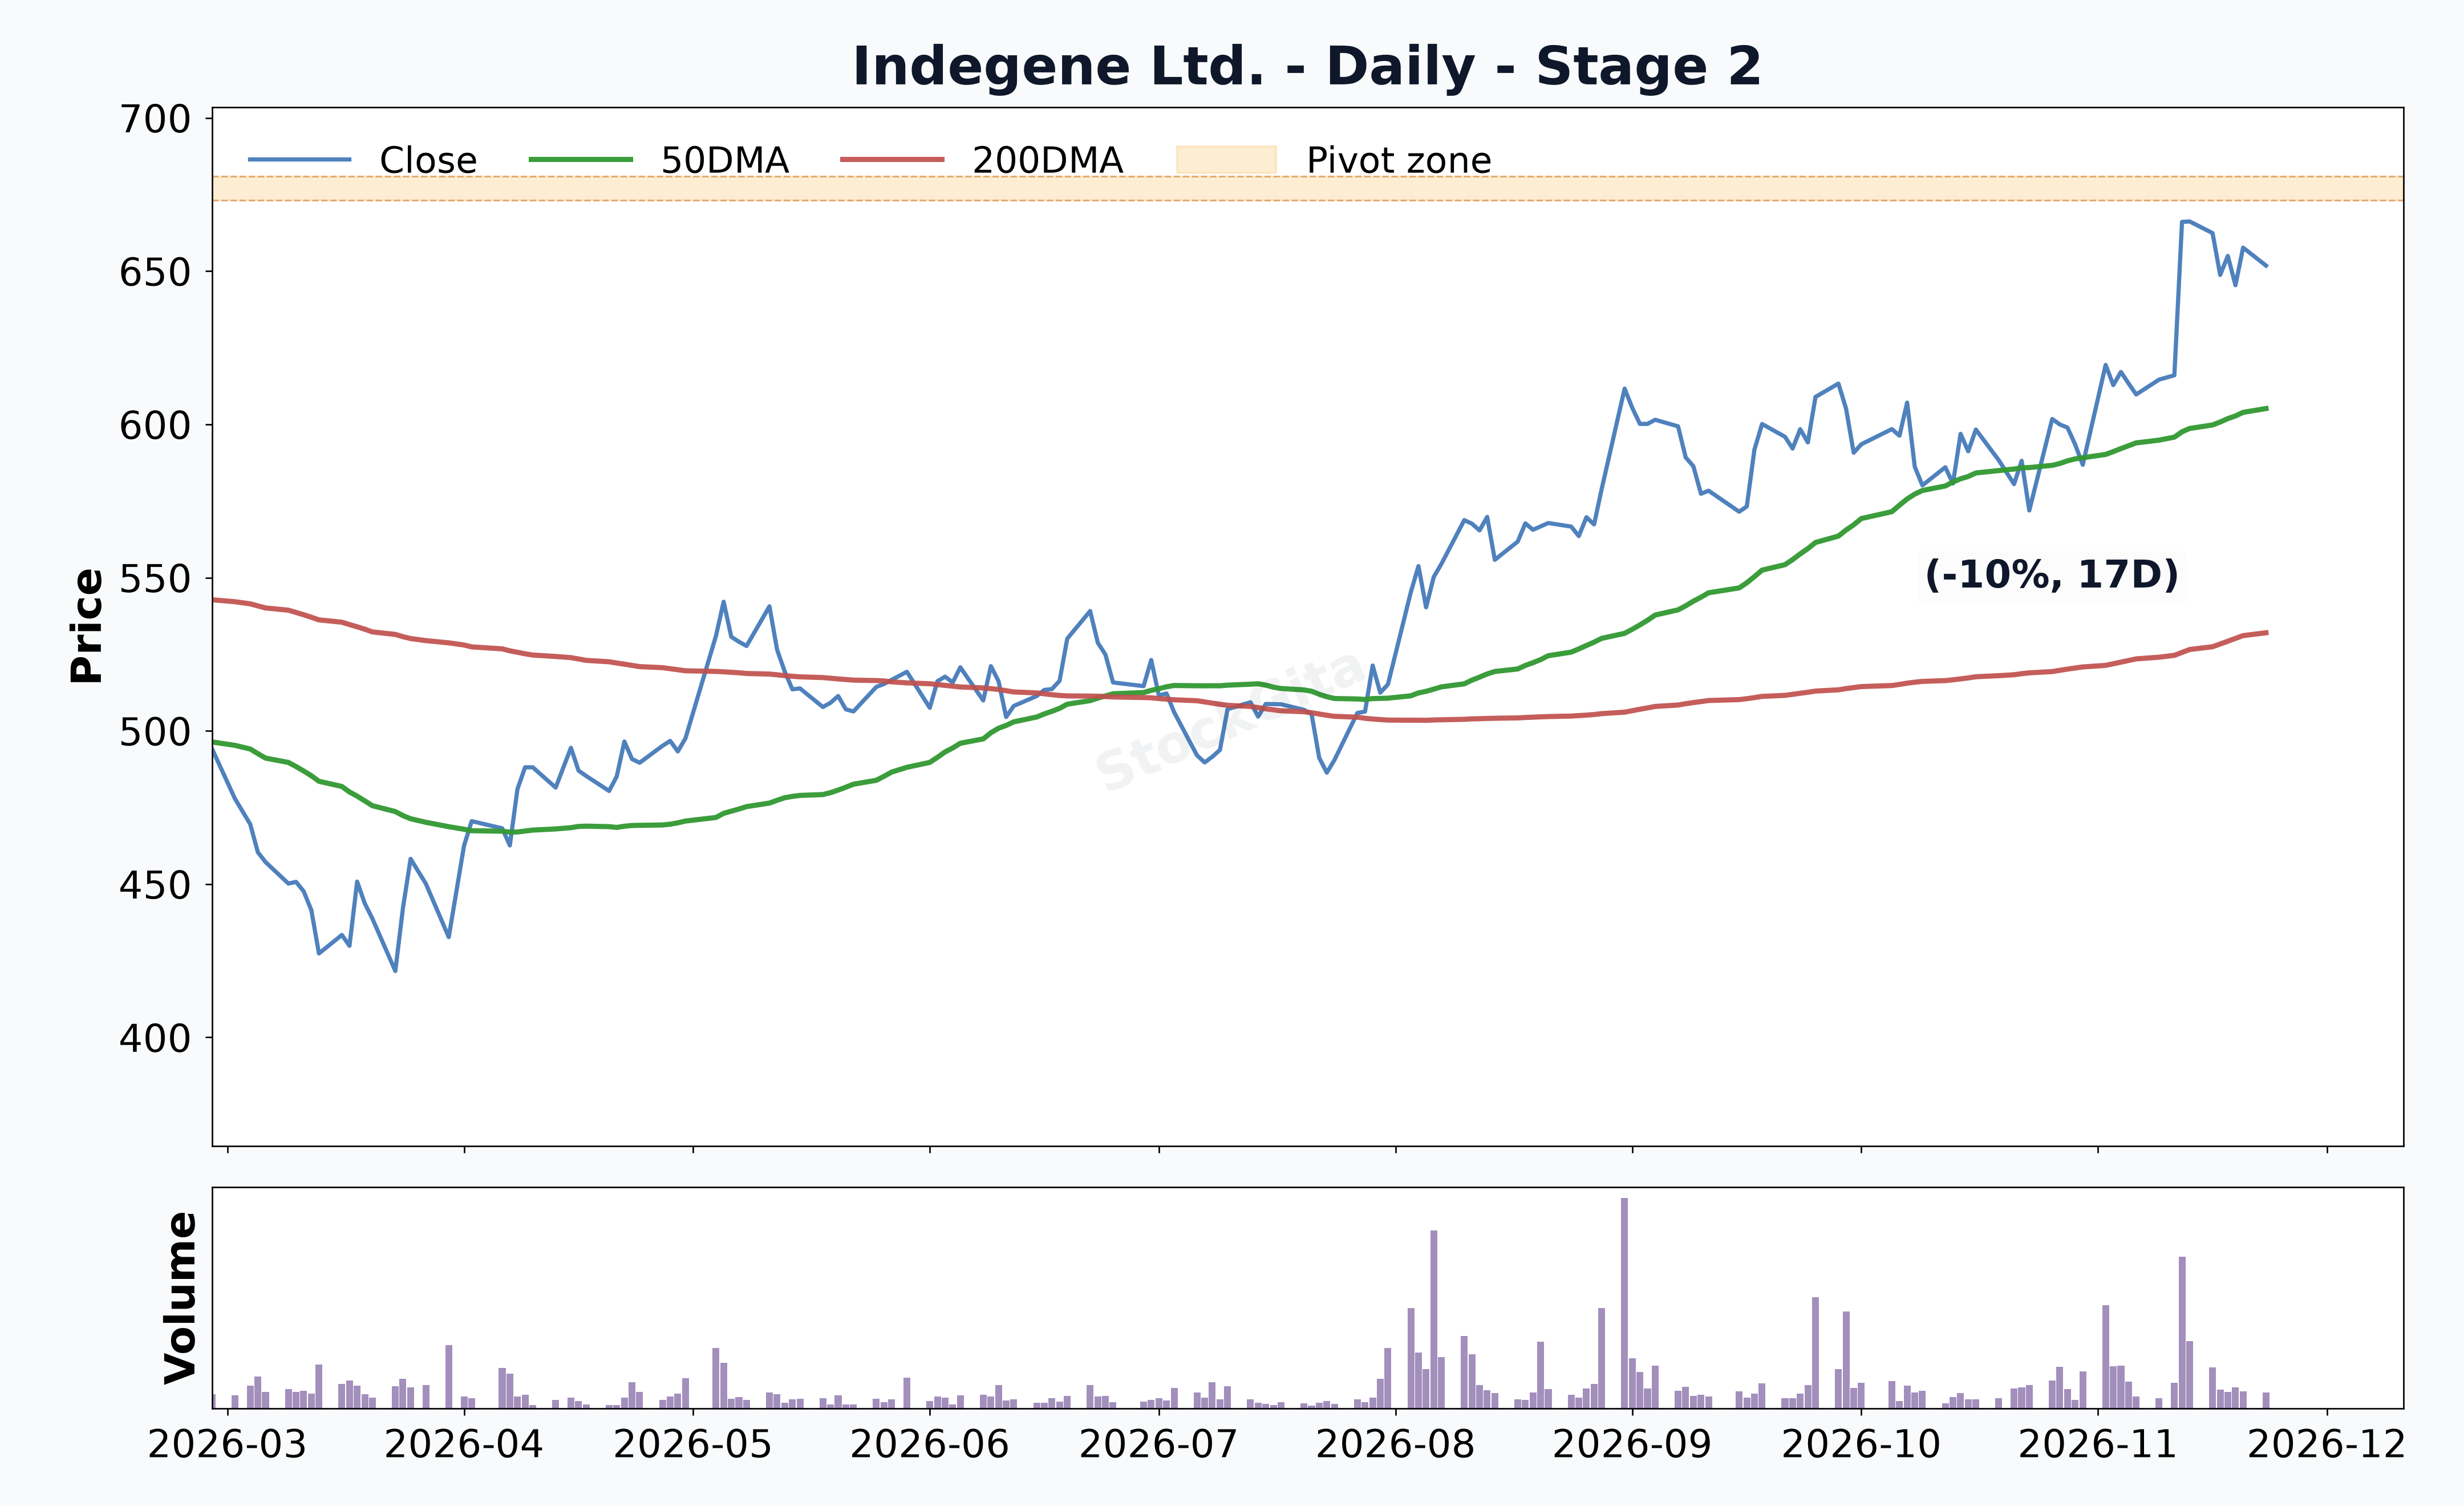 Indegene Ltd. - Daily - Stage 2
Close 50DMA 200DMA Pivot zone
700
650
600
550
500
450
400
Price
(-10%, 17D)
StockGita
Volume
2026-03 2026-04 2026-05 2026-06 2026-07 2026-08 2026-09 2026-10 2026-11 2026-12